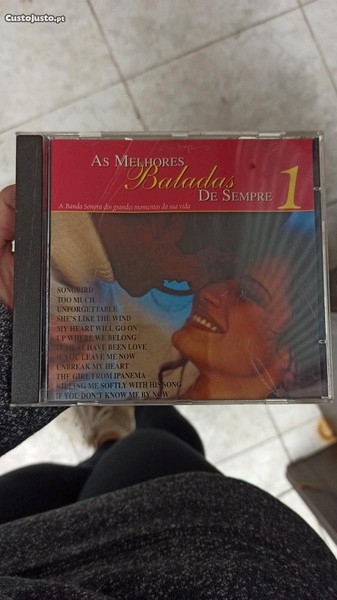 CustoJusto.pt
AS MELHORES
Baladas
DE SEMPRE 1
A Banda Sonora dos grandes momentos da sua vida
SONGBIRD
TOO MUCH
UNFORGETTABLE
SHE'S LIKE THE WIND
MY HEART WILL GO ON
UP WHERE WE BELONG
IT MUST HAVE BEEN LOVE
IF YOU LEAVE ME NOW
UNBREAK MY HEART
THE GIRL FROM IPANEMA
KILLING ME SOFTLY WITH HIS SONG
IF YOU DON'T KNOW ME BY NOW